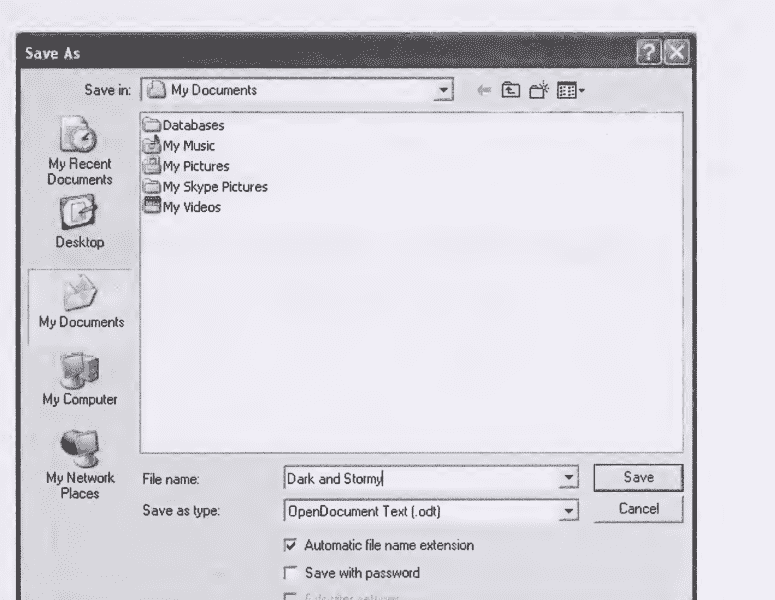 Save As
Save in: My Documents
Databases
My Music
My Pictures
My Skype Pictures
My Videos
My Recent
Documents
Desktop
My Documents
My Computer
My Network
Places
File name: Dark and Stormy Save
Save as type: OpenDocument Text (.odt) Cancel
Automatic file name extension
Save with password